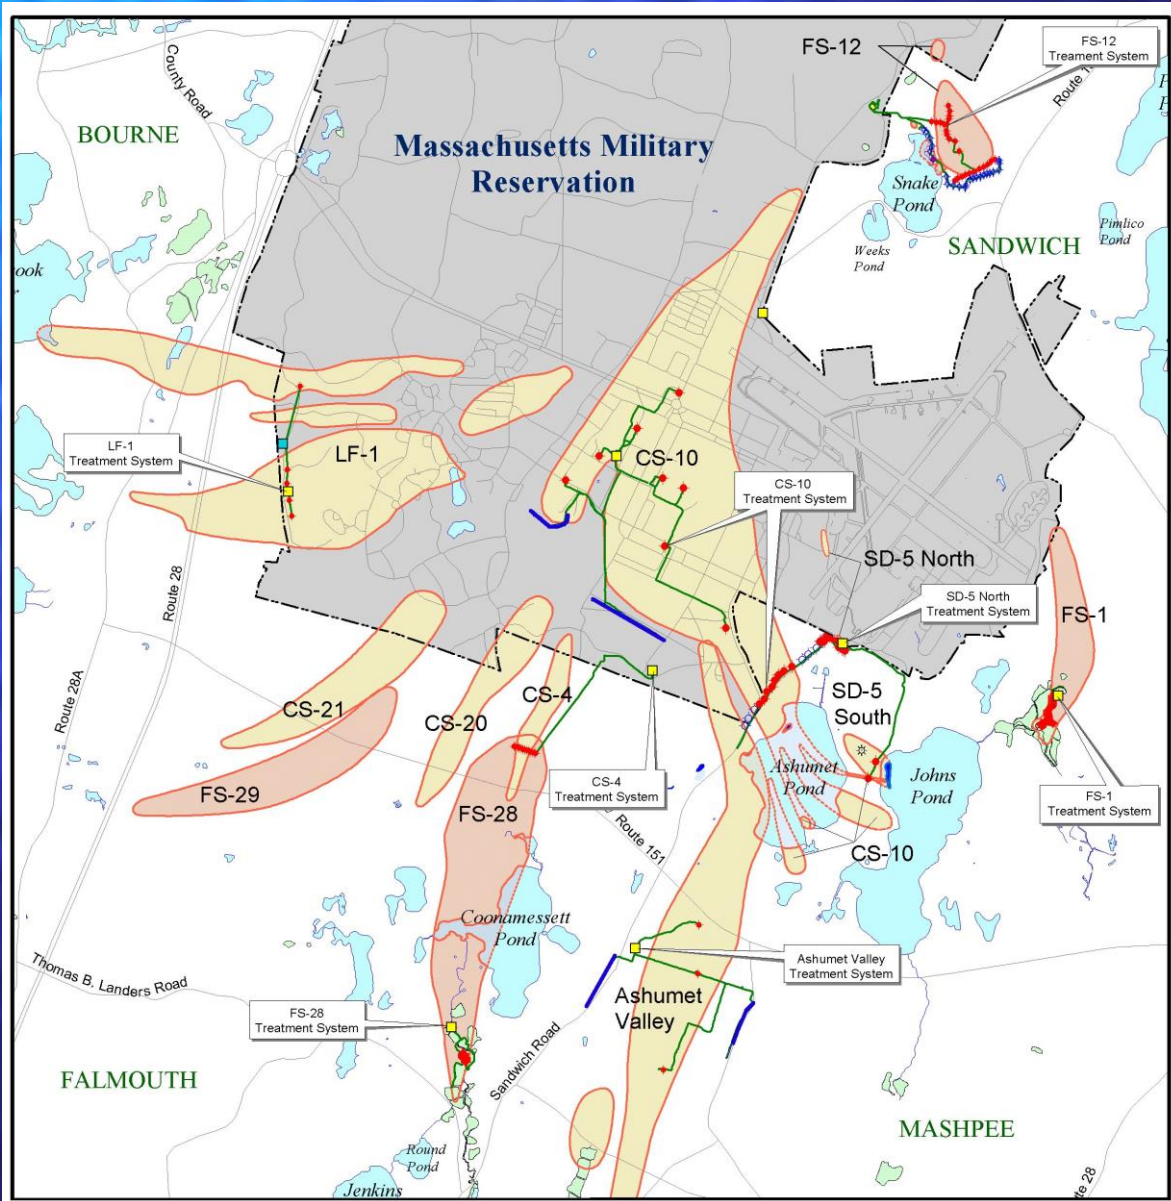 FS-12
FS-12
Treament System
Route 1
County Road
BOURNE
Massachusetts Military
Reservation
Snake
Pond
Pimlico
Pond
Weeks
Pond
SANDWICH
ook
LF-1
Treatment System
LF-1
CS-10
CS-10
Treatment System
SD-5 North
SD-5 North
Treatment System
FS-1
Route 28
Route 28A
CS-21
CS-20
CS-4
SD-5
South
FS-29
FS-28
CS-4
Treatment System
Ashumet
Pond
Johns
Pond
FS-1
Treatment System
Route 151
CS-10
Coonamessett
Pond
Thomas B. Landers Road
Ashumet Valley
Treatment System
Ashumet
Valley
FS-28
Treatment System
Sandwich Road
FALMOUTH
MASHPEE
Round
Pond
Jenkins
te 28